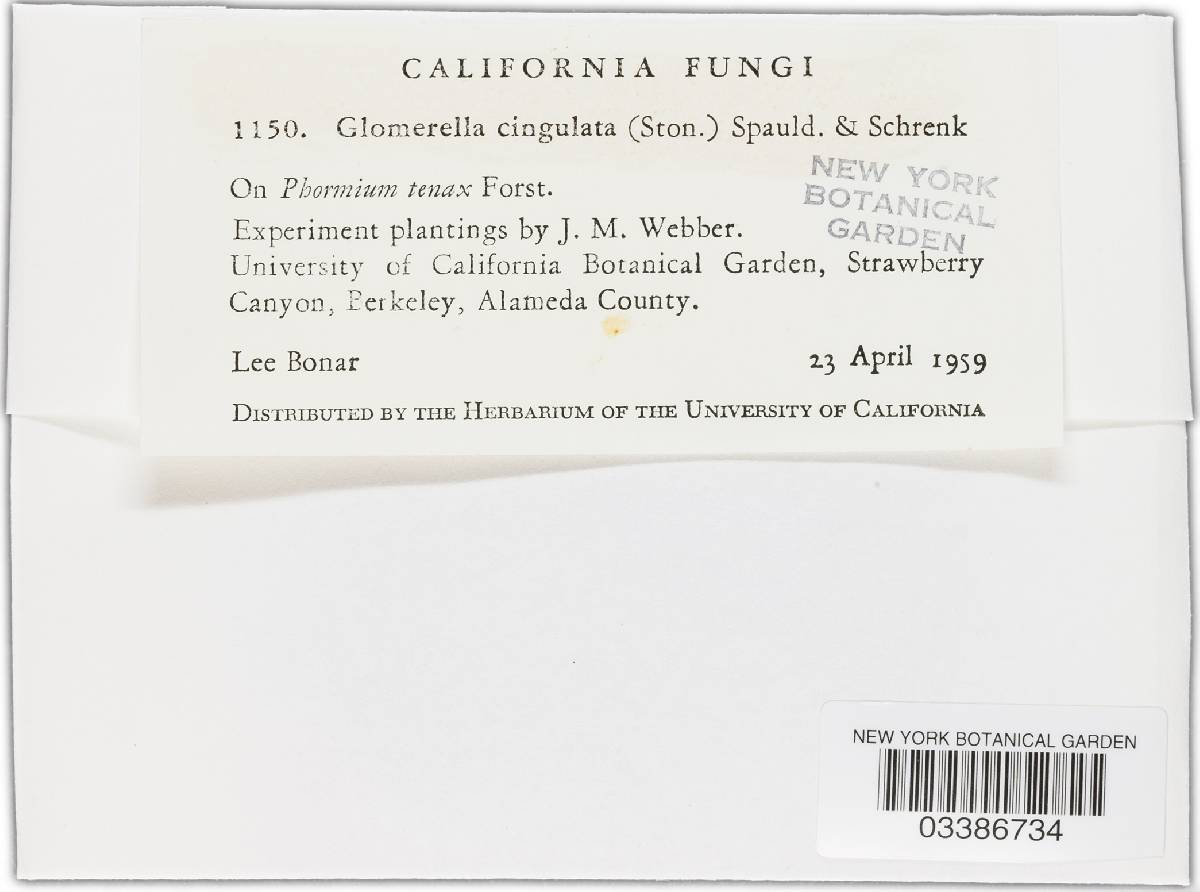 CALIFORNIA FUNGI
1150. Glomerella cingulata (Ston.) Spauld. & Schrenk
On Phormium tenax Forst.
NEW YORK
BOTANICAL
GARDEN
Experiment plantings by J. M. Webber.
University of California Botanical Garden, Strawberry
Canyon, Berkeley, Alameda County.
Lee Bonar 23 April 1959
DISTRIBUTED BY THE HERBARIUM OF THE UNIVERSITY OF CALIFORNIA
NEW YORK BOTANICAL GARDEN
03386734